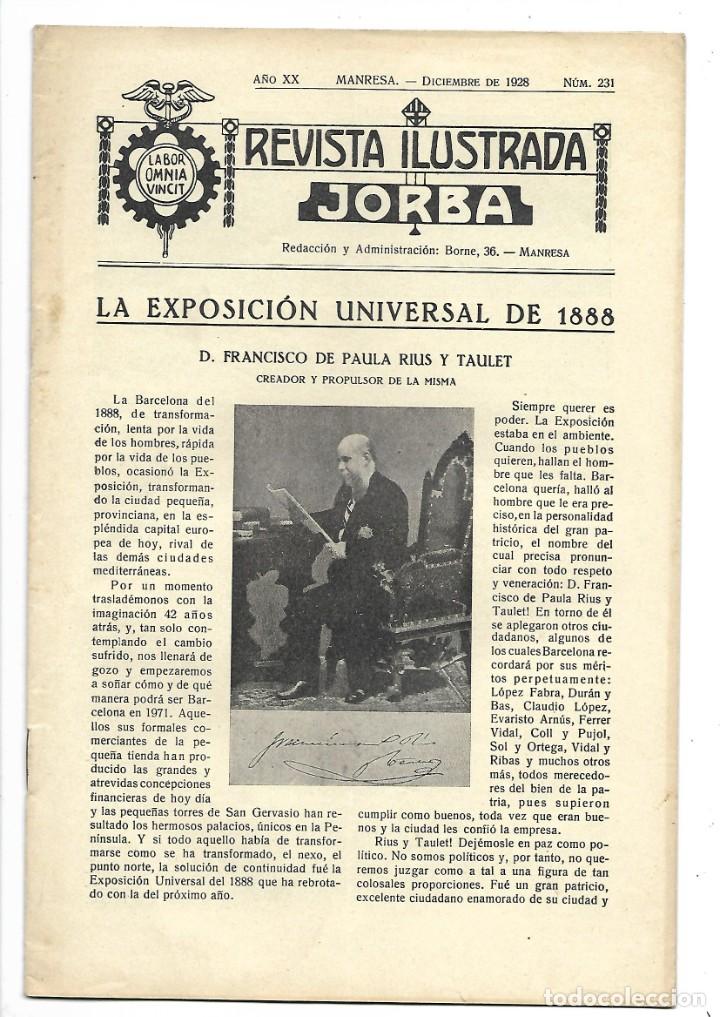 AÑO XX MANRESA. — DICIEMBRE DE 1928 NÚM. 231
LABOR
OMNIA
VINCIT
REVISTA ILUSTRADA
JORBA
Redacción y Administración: Borne, 36. — MANRESA
LA EXPOSICIÓN UNIVERSAL DE 1888
D. FRANCISCO DE PAULA RIUS Y TAULET
CREADOR Y PROPULSOR DE LA MISMA
La Barcelona del
1888, de transforma-
ción, lenta por la vida
de los hombres, rápida
por la vida de los pue-
blos, ocasionó la Ex-
posición, transforman-
do la ciudad pequeña,
provinciana, en la es-
pléndida capital euro-
pea de hoy, rival de
las demás ciudades
mediterráneas.
Por un momento
trasladémonos con la
imaginación 42 años
atrás, y, tan solo con-
templando el cambio
sufrido, nos llenará de
gozo y empezaremos
a soñar cómo y de qué
manera podrá ser Bar-
celona en 1971. Aque-
llos sus formales co-
merciantes de la pe-
queña tienda han pro-
ducido las grandes y
atrevidas concepciones
financieras de hoy día
y las pequeñas torres de San Gervasio han re-
sultado los hermosos palacios, únicos en la Pe-
nínsula. Y si todo aquello había de transfor-
marse como se ha transformado, el nexo, el
punto norte, la solución de continuidad fué la
Exposición Universal del 1888 que ha rebrota-
do con la del próximo año.
Siempre querer es
poder. La Exposición
estaba en el ambiente.
Cuando los pueblos
quieren, hallan el hom-
bre que les falta. Bar-
celona quería, halló al
hombre que le era pre-
ciso, en la personalidad
histórica del gran pa-
tricio, el nombre del
cual precisa pronun-
ciar con todo respeto
y veneración: D. Fran-
cisco de Paula Rius y
Taulet! En torno de él
se aplegaron otros ciu-
dadanos, algunos de
los cuales Barcelona re-
cordará por sus méri-
tos perpetuamente:
López Fabra, Durán y
Bas, Claudio López,
Evaristo Arnús, Ferrer
Vidal, Coll y Pujol,
Sol y Ortega, Vidal y
Ribas y muchos otros
más, todos merecedo-
res del bien de la pa-
tria, pues supieron
cumplir como buenos, toda vez que eran bue-
nos y la ciudad les confió la empresa.
Rius y Taulet! Dejémosle en paz como po-
lítico. No somos políticos y, por tanto, no que-
remos juzgar como a tal a una figura de tan
colosales proporciones. Fué un gran patricio,
excelente ciudadano enamorado de su ciudad y
todocoleccion